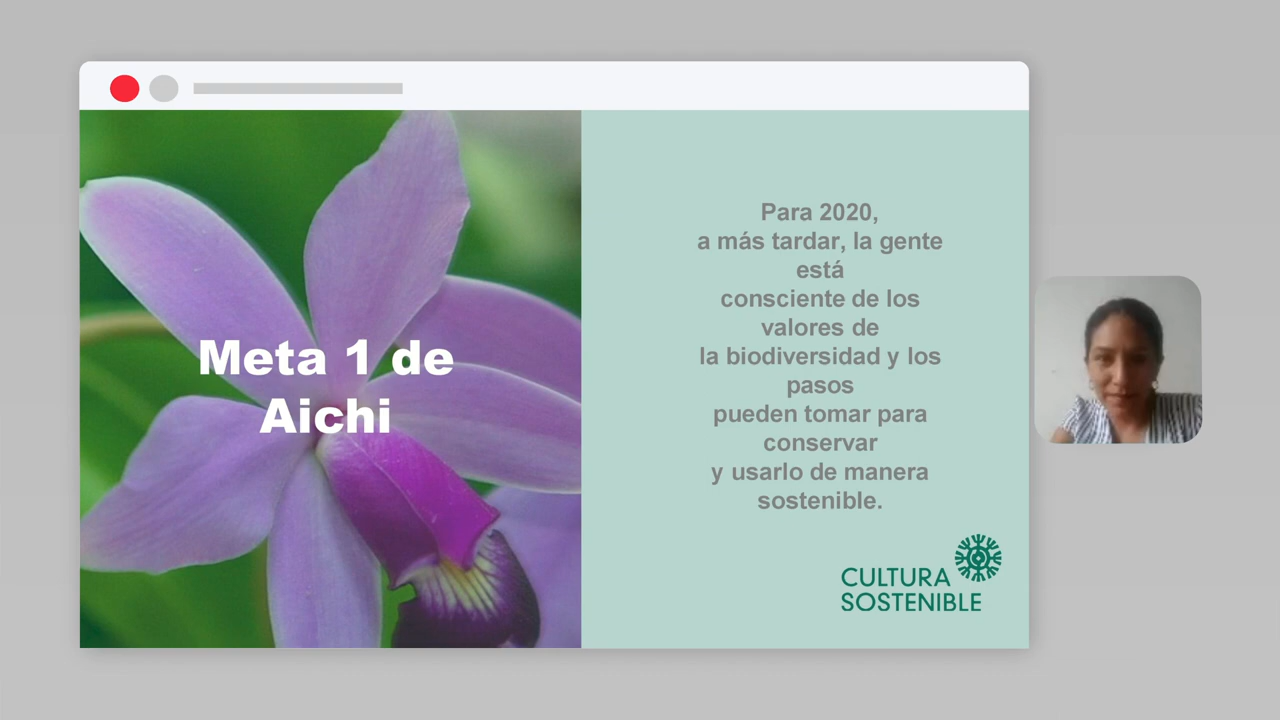 Meta 1 de
Aichi
Para 2020,
a más tardar, la gente
está
consciente de los
valores de
la biodiversidad y los
pasos
pueden tomar para
conservar
y usarlo de manera
sostenible.
CULTURA
SOSTENIBLE